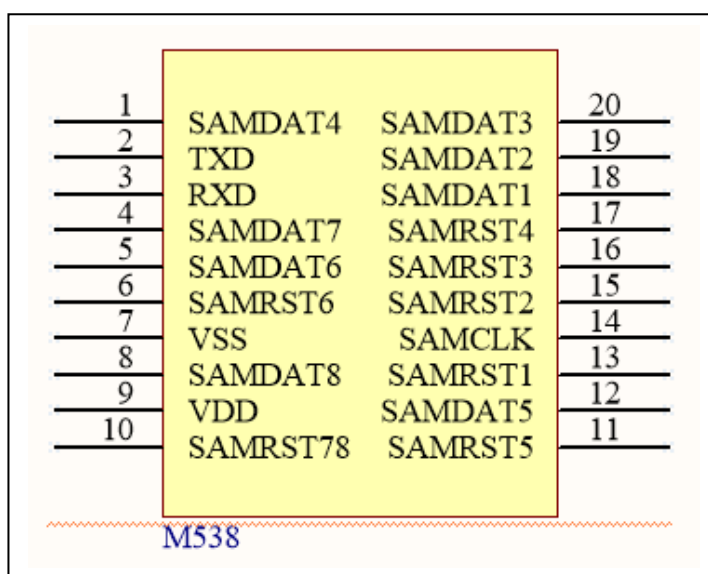 1 SAMDAT4 SAMDAT3 20
2 TXD SAMDAT2 19
3 RXD SAMDAT1 18
4 SAMDAT7 SAMRST4 17
5 SAMDAT6 SAMRST3 16
6 SAMRST6 SAMRST2 15
7 VSS SAMCLK 14
8 SAMDAT8 SAMRST1 13
9 VDD SAMDAT5 12
10 SAMRST78 SAMRST5 11
M538